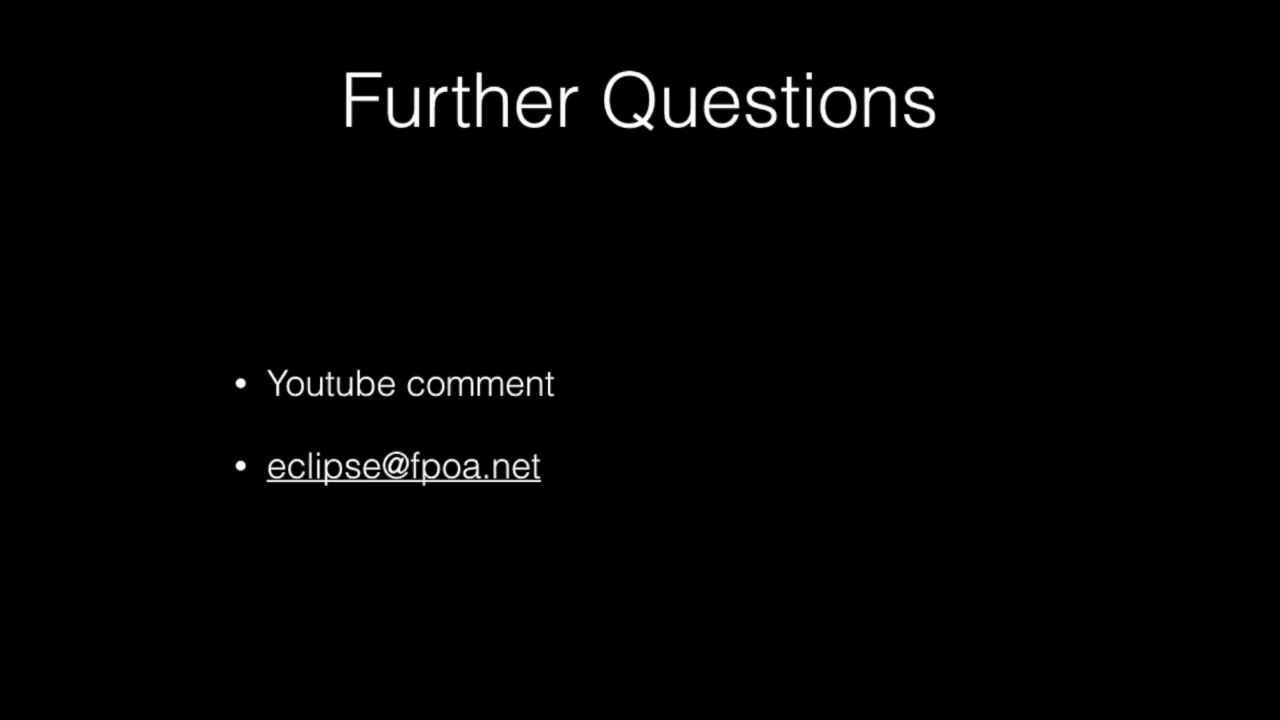 Further Questions
• Youtube comment
• eclipse@fpoa.net